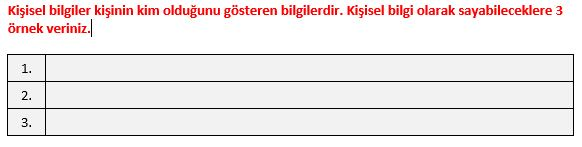 Kişisel bilgiler kişinin kim olduğunu gösteren bilgilerdir. Kişisel bilgi olarak sayabileceklere 3
örnek veriniz.
1.
2.
3.